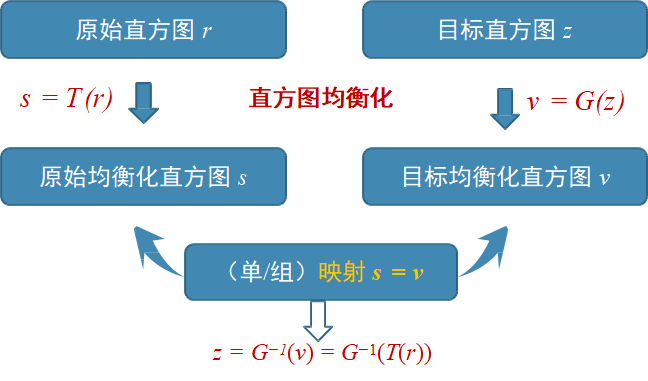 原始直方图 r
目标直方图 z
s = T(r)
直方图均衡化
v = G(z)
原始均衡化直方图 s
目标均衡化直方图 v
（单/组）映射 s = v
z = G⁻¹(v) = G⁻¹(T(r))